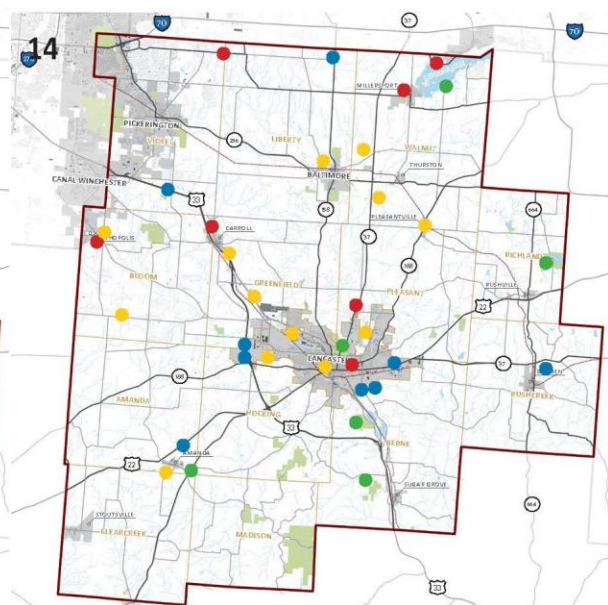 14
37
70
70
MILLERSPORT
PICKERINGTON
VIOLET
256
LIBERTY
WALNUT
BALTIMORE
THURSTON
CANAL WINCHESTER
33
158
37
PLEASANTVILLE
664
CARROLL
RICHLAND
BLOOM
GREENFIELD
PLEASANT
188
RUSHVILLE
22
LANCASTER
37
188
RUSHCREEK
AMANDA
HOCKING
33
BERNE
22
AMANDA
SUGAR GROVE
STOUTSVILLE
CLEARCREEK
MADISON
664
33